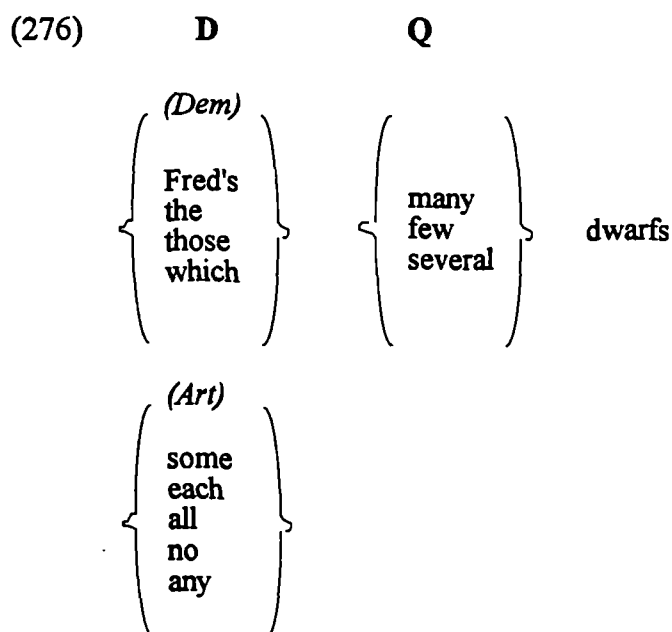 (276) D Q
(Dem)
Fred's
the
those
which
many
few
several
dwarfs
(Art)
some
each
all
no
any